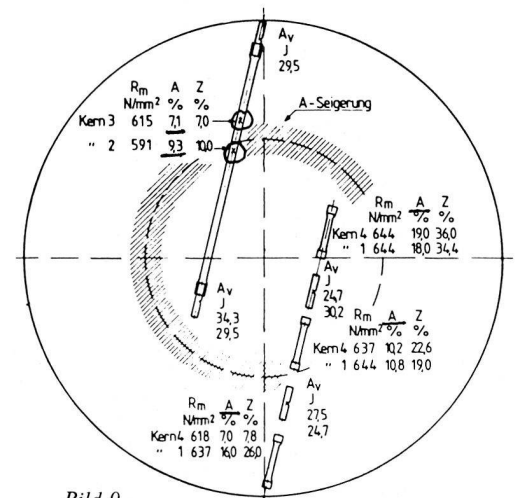 Av
J
29,5
Rm A Z
N/mm² % %
Kern 3 615 7,1 7,0
" 2 591 9,3 10,0
A-Seigerung
Rm A Z
N/mm² % %
Kern 4 644 19,0 36,0
" 1 644 18,0 34,4
Av
J
24,7
30,2
Av
J
34,3
29,5
Rm A Z
N/mm² % %
Kern 4 637 10,2 22,6
" 1 644 10,8 19,0
Av
J
27,5
24,7
Rm A Z
N/mm² % %
Kern 4 618 7,0 7,8
" 1 637 16,0 26,0
Bild 9